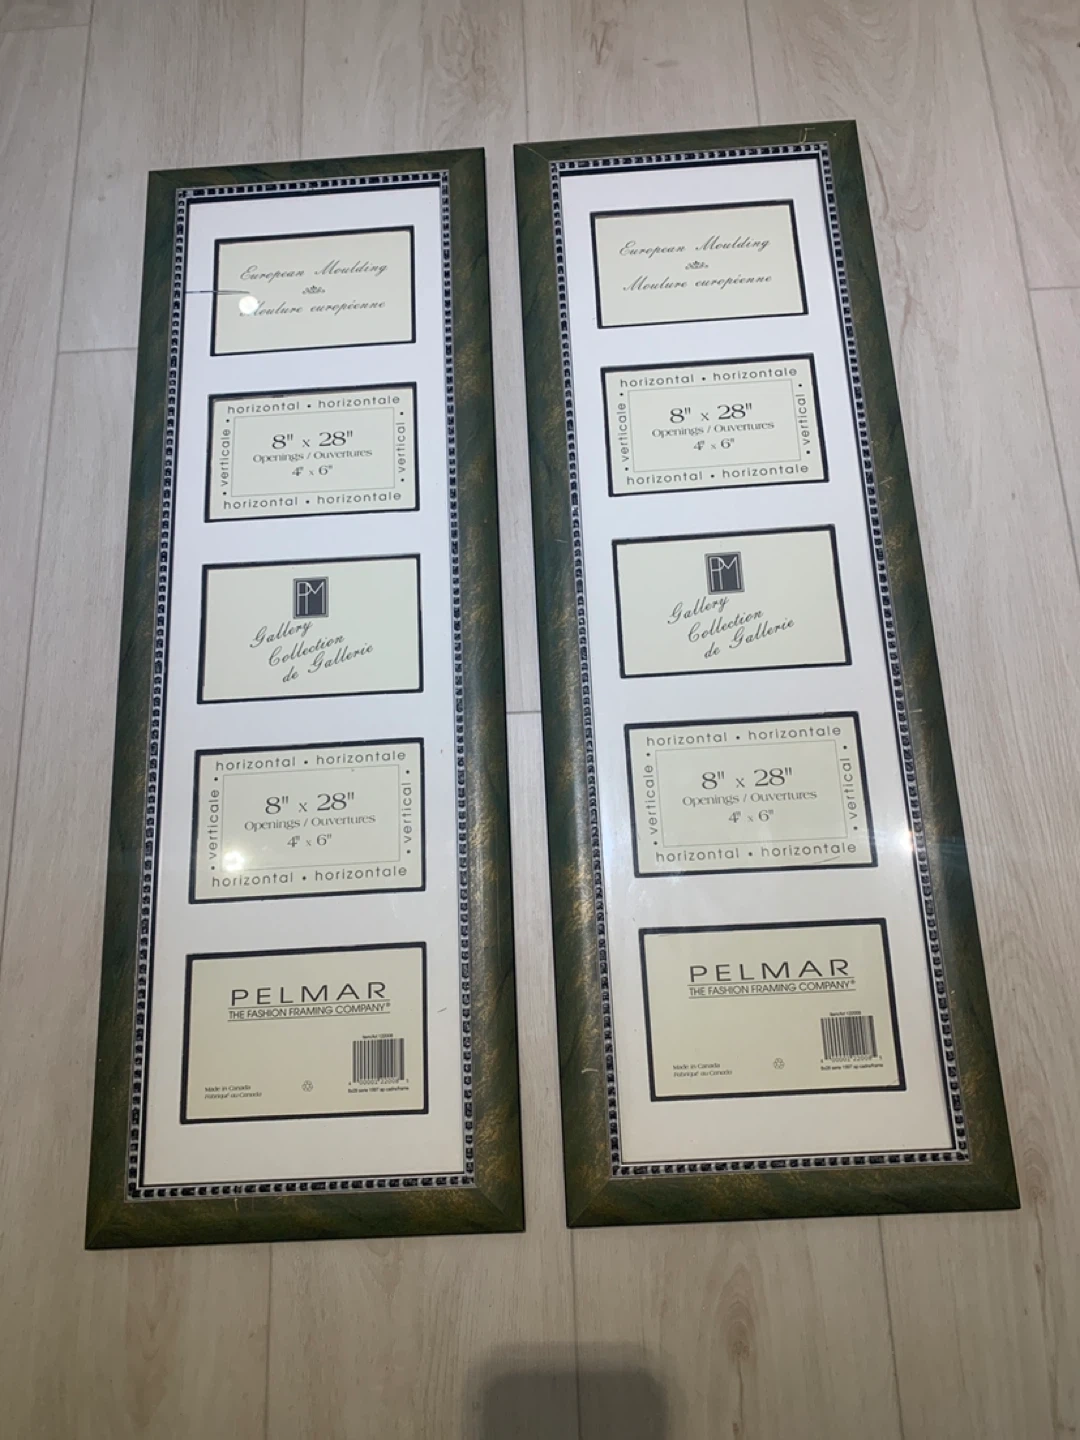 European Moulding
Mouture européenne
horizontal • horizontale
• verticale •
8" x 28"
Openings / Ouvertures
4" x 6"
• vertical •
horizontal • horizontale
PM
Gallery
Collection
de Gallerie
horizontal • horizontale
• verticale •
8" x 28"
Openings / Ouvertures
4" x 6"
• vertical •
horizontal • horizontale
PELMAR
THE FASHION FRAMING COMPANY®
Made in Canada
Fabriqué au Canada
European Moulding
Mouture européenne
horizontal • horizontale
• verticale •
8" x 28"
Openings / Ouvertures
4" x 6"
• vertical •
horizontal • horizontale
PM
Gallery
Collection
de Gallerie
horizontal • horizontale
• verticale •
8" x 28"
Openings / Ouvertures
4" x 6"
• vertical •
horizontal • horizontale
PELMAR
THE FASHION FRAMING COMPANY®
Made in Canada
Fabriqué au Canada